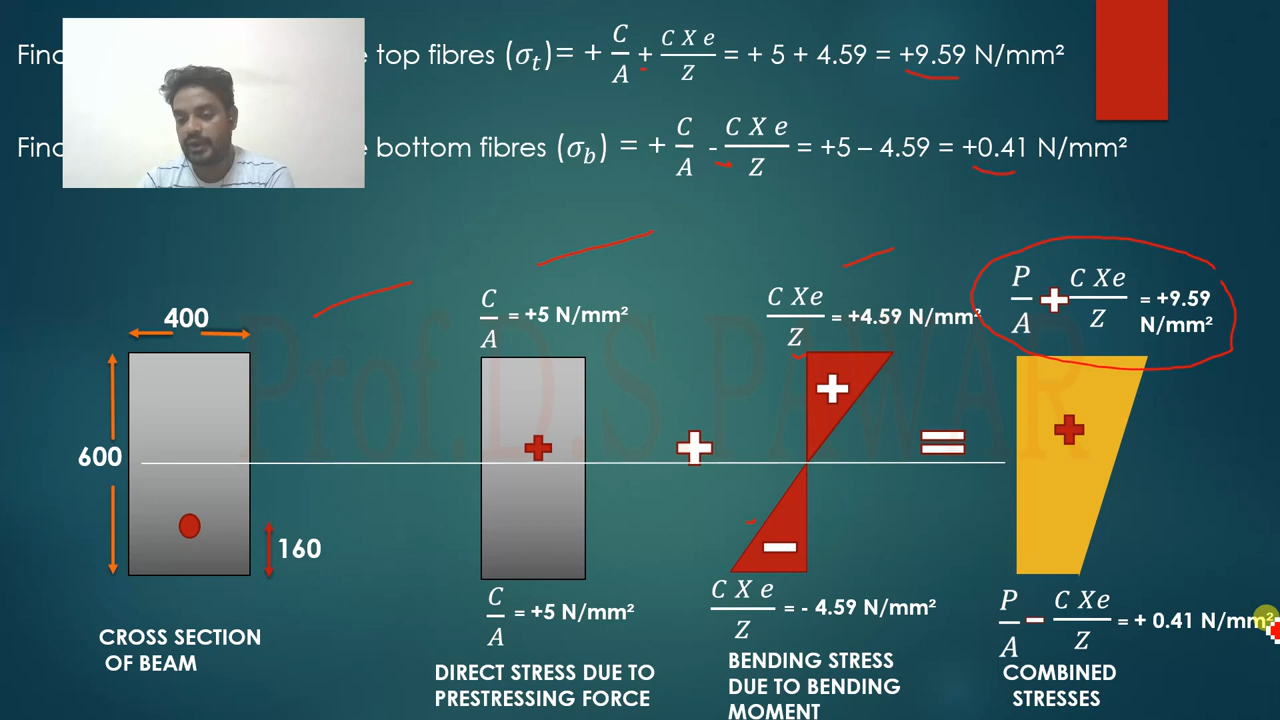 Find e top fibres (σt)= + C/A + C X e/Z = + 5 + 4.59 = +9.59 N/mm²
Find e bottom fibres (σb) = + C/A - C X e/Z = +5 – 4.59 = +0.41 N/mm²
Prof.D.S PAWAR
400
600
160
CROSS SECTION
OF BEAM
C/A = +5 N/mm²
+
C/A = +5 N/mm²
DIRECT STRESS DUE TO
PRESTRESSING FORCE
+
C Xe/Z = +4.59 N/mm²
+
−
C X e/Z = - 4.59 N/mm²
BENDING STRESS
DUE TO BENDING
MOMENT
=
P/A + C Xe/Z = +9.59
N/mm²
+
P/A − C Xe/Z = + 0.41 N/mm²
COMBINED
STRESSES